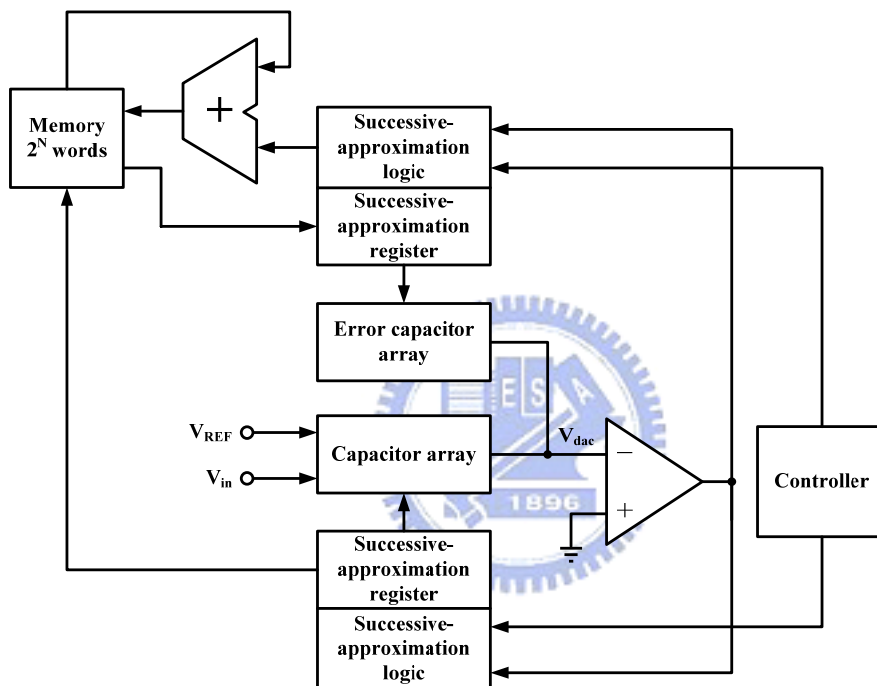 Memory
2^N words
+
Successive-
approximation
logic
Successive-
approximation
register
Error capacitor
array
ES A
V_REF
V_in
Capacitor array
V_dac
−
+
Controller
1896
Successive-
approximation
register
Successive-
approximation
logic